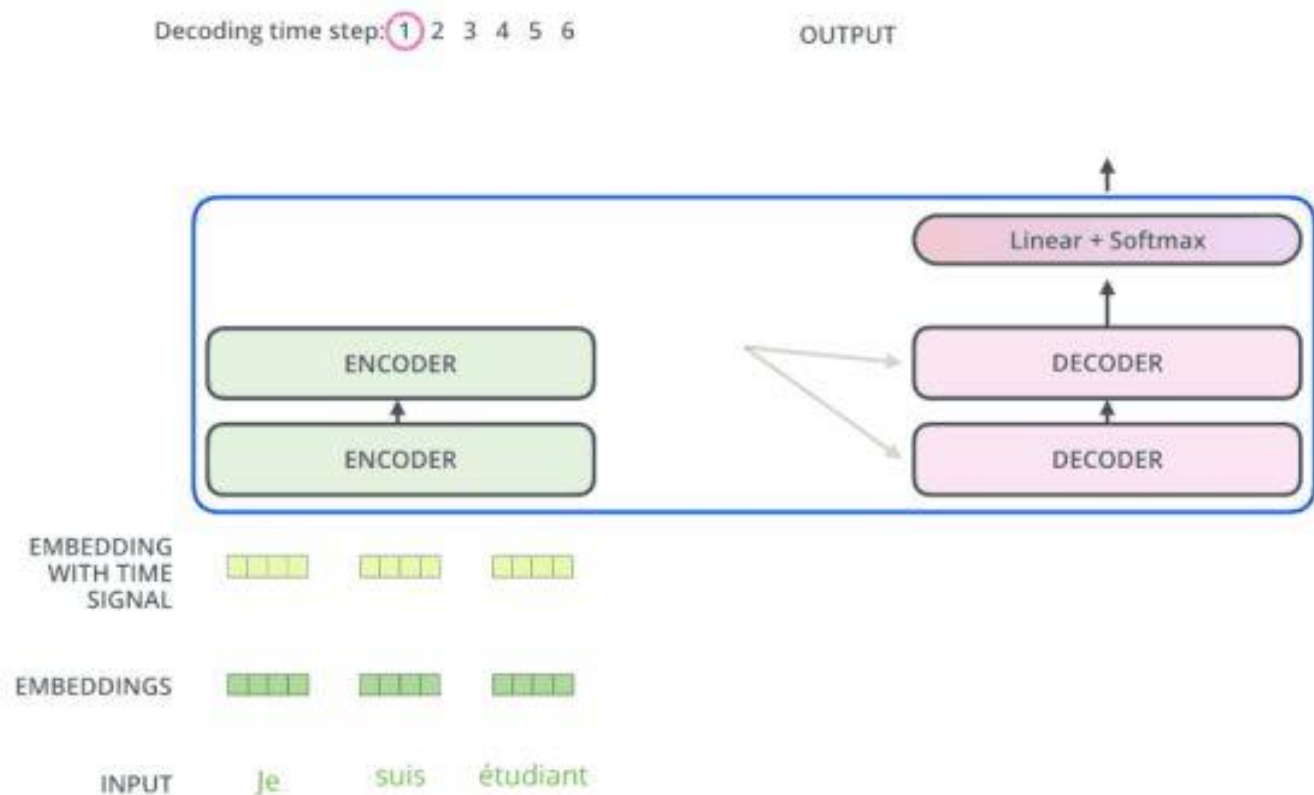 Decoding time step: 1 2 3 4 5 6
OUTPUT
Linear + Softmax
ENCODER
DECODER
ENCODER
DECODER
EMBEDDING
WITH TIME
SIGNAL
EMBEDDINGS
INPUT Je suis étudiant